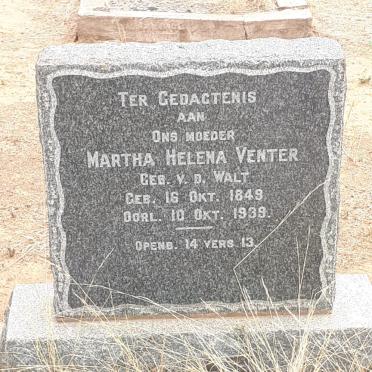 TER GEDAGTENIS
AAN
ONS MOEDER
MARTHA HELENA VENTER
GEB. V. D. WALT
GEB. 16 OKT. 1849
OORL. 10 OKT. 1939.
OPENB. 14 VERS 13.